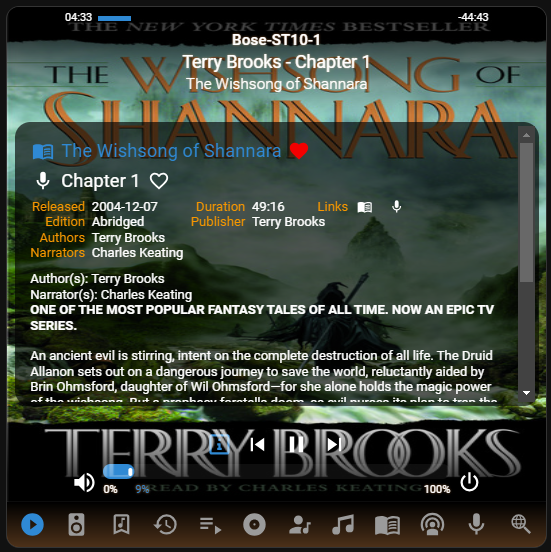 04:33 -44:43
THE NEW YORK TIMES BESTSELLER
Bose-ST10-1
Terry Brooks - Chapter 1
The Wishsong of Shannara
THE WISHSONG OF
SHANNARA
The Wishsong of Shannara
Chapter 1
Released 2004-12-07 Duration 49:16 Links
Edition Abridged Publisher Terry Brooks
Authors Terry Brooks
Narrators Charles Keating
Author(s): Terry Brooks
Narrator(s): Charles Keating
ONE OF THE MOST POPULAR FANTASY TALES OF ALL TIME. NOW AN EPIC TV
SERIES.
An ancient evil is stirring, intent on the complete destruction of all life. The Druid
Allanon sets out on a dangerous journey to save the world, reluctantly aided by
Brin Ohmsford, daughter of Wil Ohmsford—for she alone holds the magic power
of the wishsong. But a prophecy foretells doom, as evil nurses its plan to trap the
TERRY BROOKS
0% 9% 100%
READ BY CHARLES KEATING